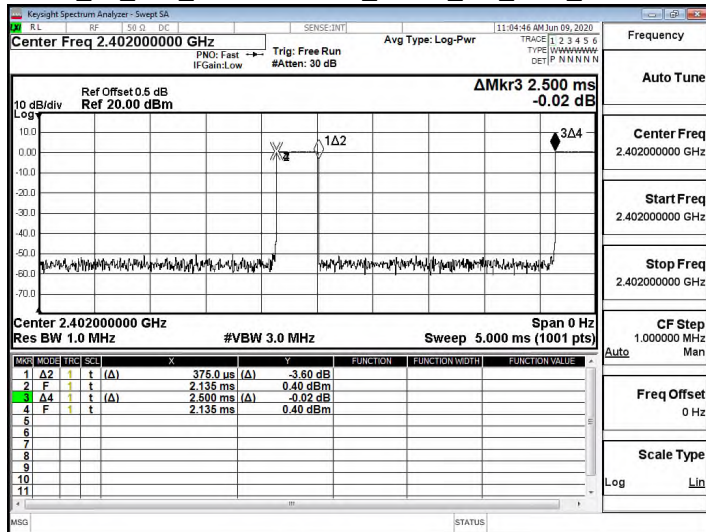 Keysight Spectrum Analyzer - Swept SA
LXI RL RF 50 Ω DC SENSE:INT 11:04:46 AM Jun 09, 2020
Center Freq 2.402000000 GHz
Avg Type: Log-Pwr
TRACE 1 2 3 4 5 6
PNO: Fast Trig: Free Run
TYPE WWWWWW
IFGain:Low #Atten: 30 dB
DET P N N N N N
ΔMkr3 2.500 ms
-0.02 dB
Ref Offset 0.5 dB
10 dB/div Ref 20.00 dBm
Log
10.0
0.00
-10.0
-20.0
-30.0
-40.0
-50.0
-60.0
-70.0
1Δ2
3Δ4
Center 2.402000000 GHz Span 0 Hz
Res BW 1.0 MHz #VBW 3.0 MHz Sweep 5.000 ms (1001 pts)
MKR MODE TRC SCL X Y FUNCTION FUNCTION WIDTH FUNCTION VALUE
1 Δ2 1 t (Δ) 375.0 µs (Δ) -3.60 dB
2 F 1 t 2.135 ms 0.40 dBm
3 Δ4 1 t (Δ) 2.500 ms (Δ) -0.02 dB
4 F 1 t 2.135 ms 0.40 dBm
5
6
7
8
9
10
11
MSG STATUS
Frequency
Auto Tune
Center Freq
2.402000000 GHz
Start Freq
2.402000000 GHz
Stop Freq
2.402000000 GHz
CF Step
1.000000 MHz
Auto Man
Freq Offset
0 Hz
Scale Type
Log Lin